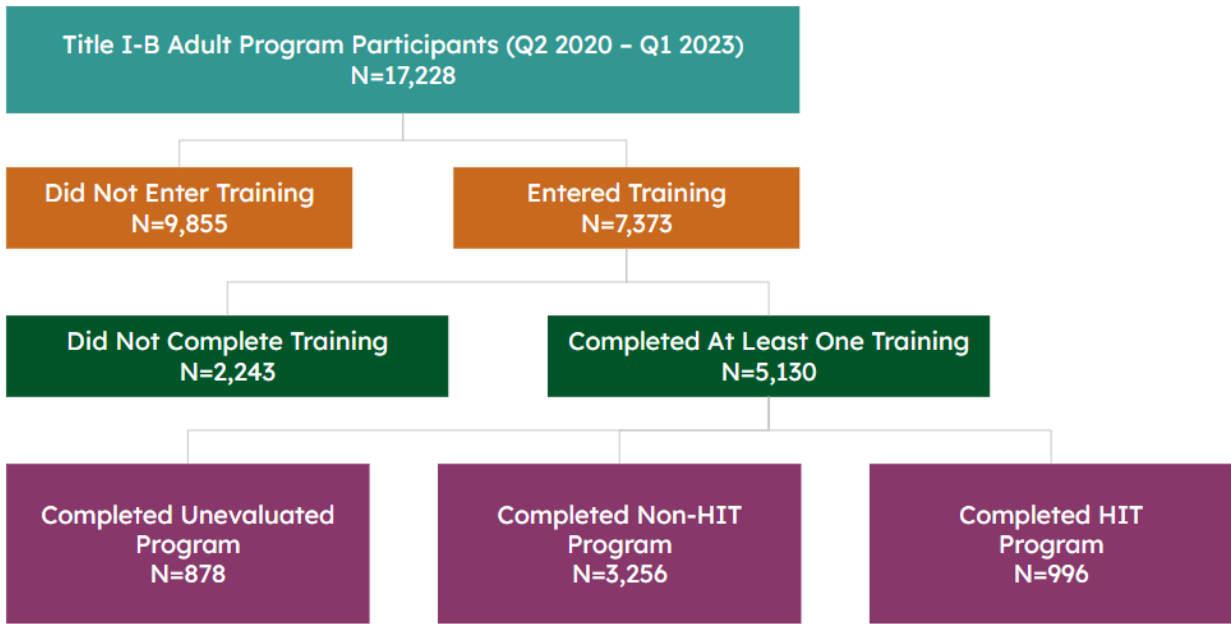 Title I-B Adult Program Participants (Q2 2020 – Q1 2023)
N=17,228
Did Not Enter Training
N=9,855
Entered Training
N=7,373
Did Not Complete Training
N=2,243
Completed At Least One Training
N=5,130
Completed Unevaluated
Program
N=878
Completed Non-HIT
Program
N=3,256
Completed HIT
Program
N=996